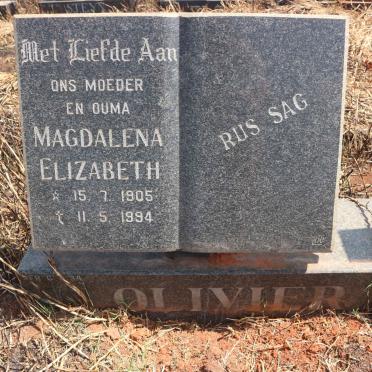 Met Liefde Aan
ONS MOEDER
EN OUMA
MAGDALENA
ELIZABETH
* 15. 7. 1905
† 11. 5. 1994
RUS SAG
OLIVIER